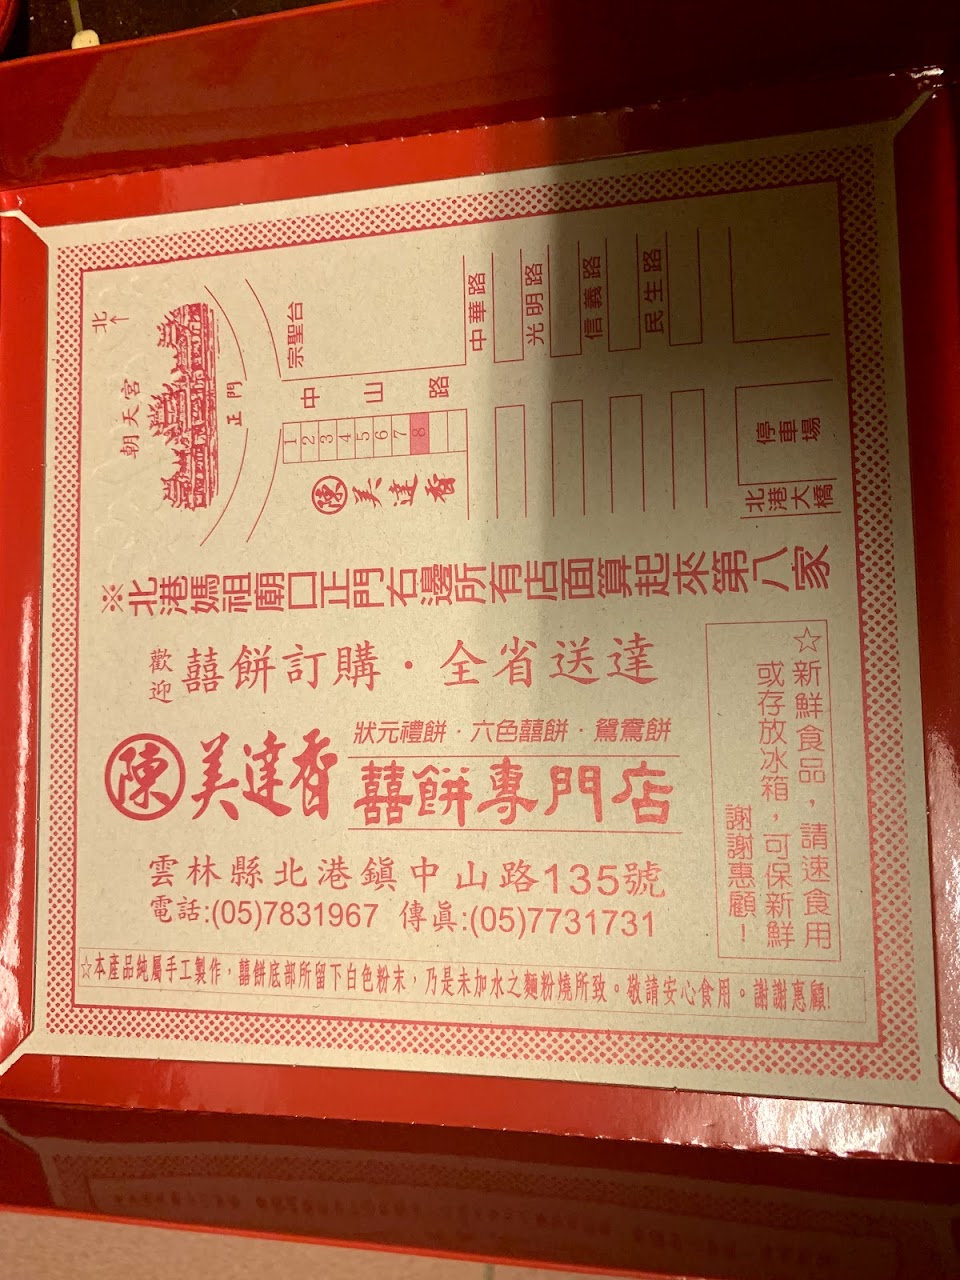 北
↑
朝天宮
正門
宗聖台
中山路
中華路
光明路
信義路
民生路
1
2
3
4
5
6
7
8
陳 美達香
停車場
北港大橋
※北港媽祖廟口正門右邊所有店面算起來第八家
歡迎 囍餅訂購·全省送達
陳 美達香
狀元禮餅·六色囍餅·鴛鴦餅
囍餅專門店
雲林縣北港鎮中山路135號
電話:(05)7831967 傳真:(05)7731731
☆新鮮食品,請速食用
或存放冰箱,可保新鮮
謝謝惠顧!
☆本產品純屬手工製作,囍餅底部所留下白色粉末,乃是未加水之麵粉燒所致。敬請安心食用。謝謝惠顧!